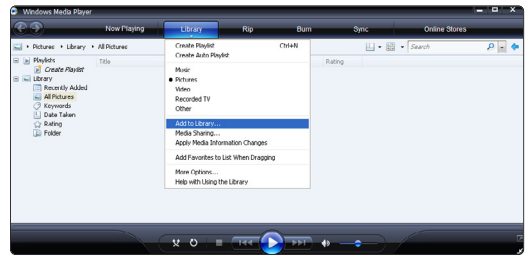 Windows Media Player
Now Playing Library Rip Burn Sync Online Stores
Pictures Library All Pictures
Search
Playlists
Create Playlist
Library
Recently Added
All Pictures
Keywords
Date Taken
Rating
Folder
Title
Rating
Create Playlist Ctrl+N
Create Auto Playlist
Music
Pictures
Video
Recorded TV
Other
Add to Library...
Media Sharing...
Apply Media Information Changes
Add Favorites to List When Dragging
More Options...
Help with Using the Library